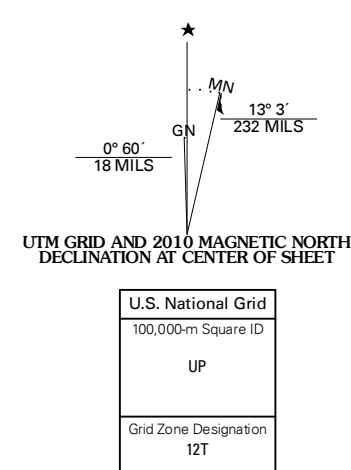 ★
MN
13° 3´
232 MILS
GN
0° 60´
18 MILS
UTM GRID AND 2010 MAGNETIC NORTH
DECLINATION AT CENTER OF SHEET
U.S. National Grid
100,000-m Square ID
UP
Grid Zone Designation
12T